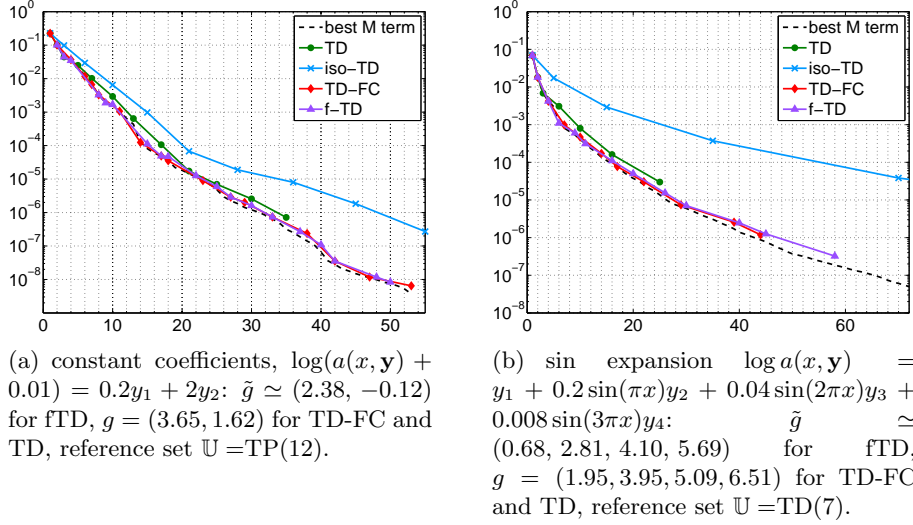 10^0
10^{-1}
10^{-2}
10^{-3}
10^{-4}
10^{-5}
10^{-6}
10^{-7}
10^{-8}
0 10 20 30 40 50
best M term
TD
iso−TD
TD−FC
f−TD
(a) constant coefficients, log(a(x, y) +
0.01) = 0.2y_1 + 2y_2: g̃ ≃ (2.38, −0.12)
for fTD, g = (3.65, 1.62) for TD-FC and
TD, reference set 𝕌 =TP(12).
10^0
10^{-1}
10^{-2}
10^{-3}
10^{-4}
10^{-5}
10^{-6}
10^{-7}
10^{-8}
0 20 40 60
best M term
TD
iso−TD
TD−FC
f−TD
(b) sin expansion log a(x, y) =
y_1 + 0.2 sin(πx)y_2 + 0.04 sin(2πx)y_3 +
0.008 sin(3πx)y_4: g̃ ≃
(0.68, 2.81, 4.10, 5.69) for fTD,
g = (1.95, 3.95, 5.09, 6.51) for TD-FC
and TD, reference set 𝕌 =TD(7).